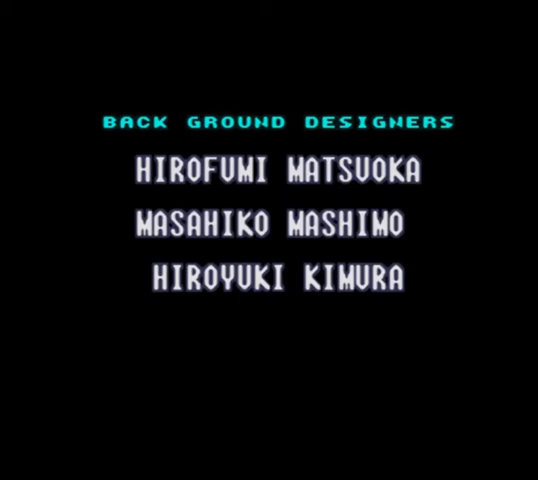 BACK GROUND DESIGNERS
HIROFUMI MATSUOKA
MASAHIKO MASHIMO
HIROYUKI KIMURA